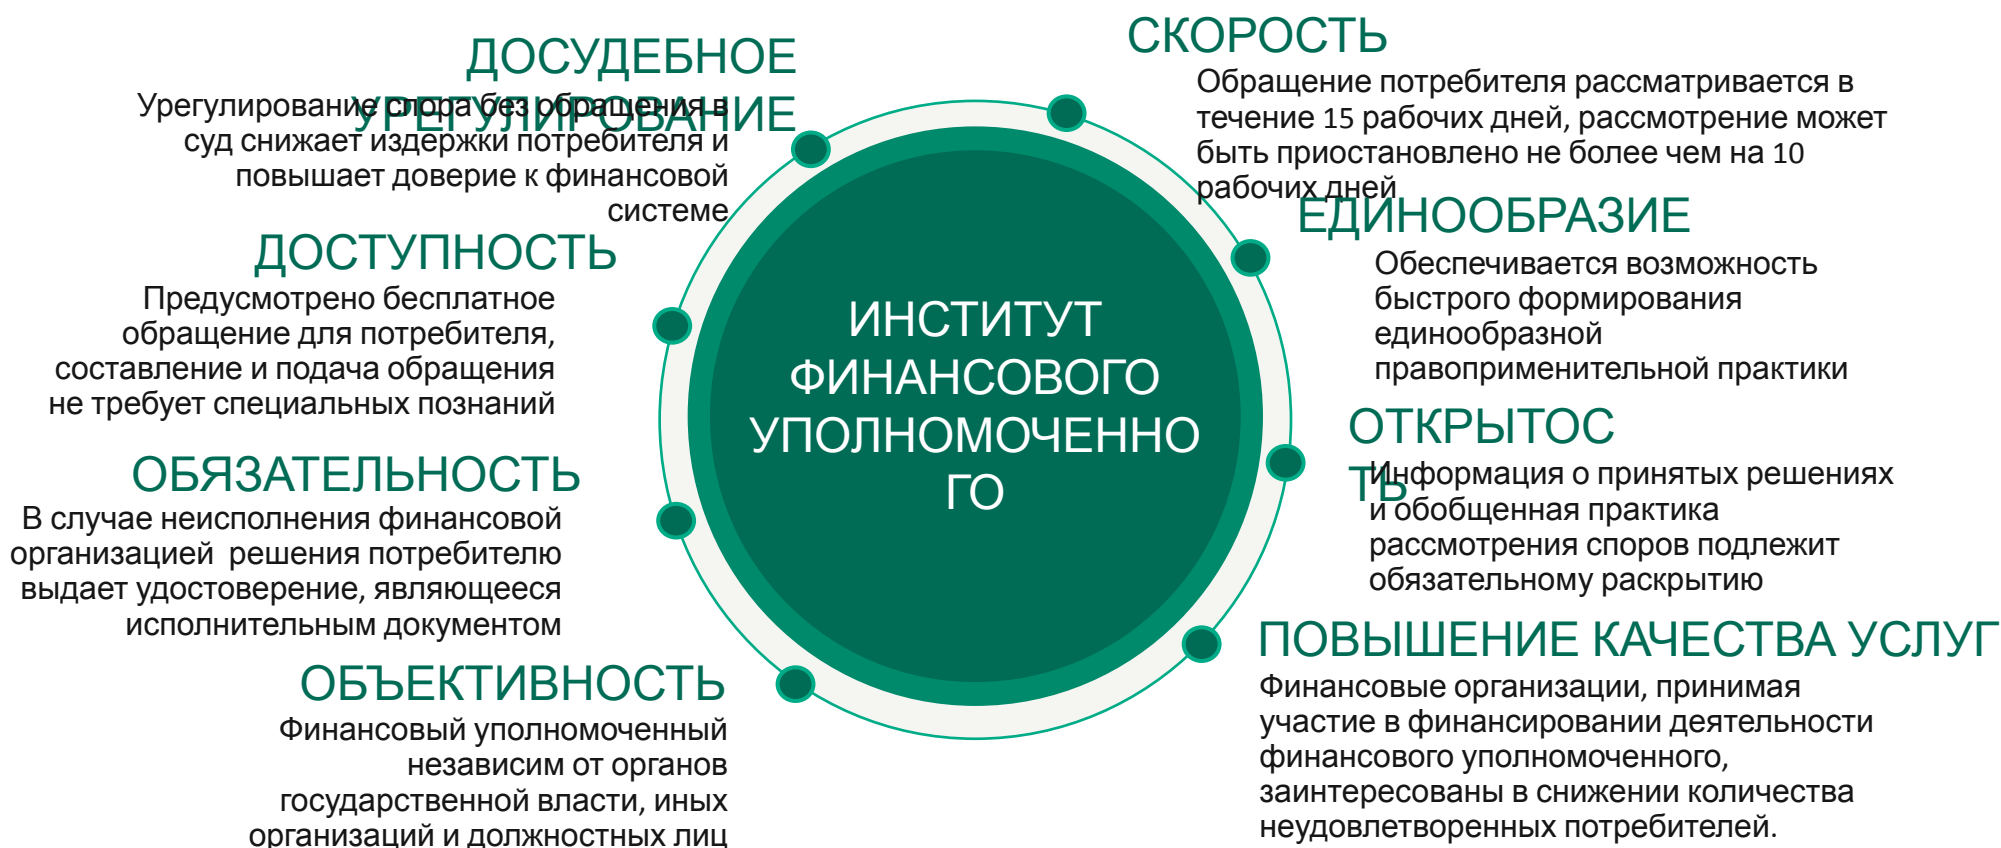 ДОСУДЕБНОЕ
УРЕГУЛИРОВАНИЕ
Урегулирование спора без обращения в
суд снижает издержки потребителя и
повышает доверие к финансовой
системе
ДОСТУПНОСТЬ
Предусмотрено бесплатное
обращение для потребителя,
составление и подача обращения
не требует специальных познаний
ОБЯЗАТЕЛЬНОСТЬ
В случае неисполнения финансовой
организацией  решения потребителю
выдает удостоверение, являющееся
исполнительным документом
ОБЪЕКТИВНОСТЬ
Финансовый уполномоченный
независим от органов
государственной власти, иных
организаций и должностных лиц
ИНСТИТУТ
ФИНАНСОВОГО
УПОЛНОМОЧЕННО
ГО
СКОРОСТЬ
Обращение потребителя рассматривается в
течение 15 рабочих дней, рассмотрение может
быть приостановлено не более чем на 10
рабочих дней
ЕДИНООБРАЗИЕ
Обеспечивается возможность
быстрого формирования
единообразной
правоприменительной практики
ОТКРЫТОС
ТЬ
Информация о принятых решениях
и обобщенная практика
рассмотрения споров подлежит
обязательному раскрытию
ПОВЫШЕНИЕ КАЧЕСТВА УСЛУГ
Финансовые организации, принимая
участие в финансировании деятельности
финансового уполномоченного,
заинтересованы в снижении количества
неудовлетворенных потребителей.